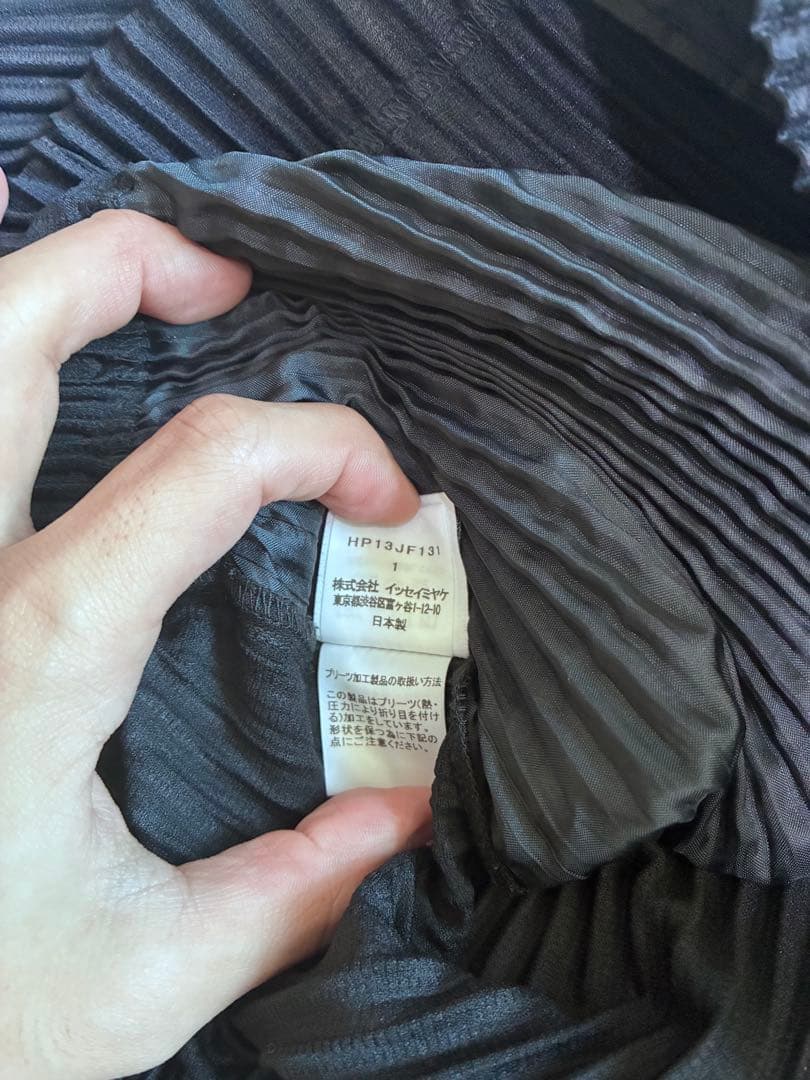 HP13JF131
1
株式会社 イッセイミヤケ
東京都渋谷区富ヶ谷1-12-10
日本製
プリーツ加工製品の取扱い方法
この製品はプリーツ(熱・
圧力により折り目を付け
る)加工をしています。
形状を保つ為に下記の
点にご注意ください。